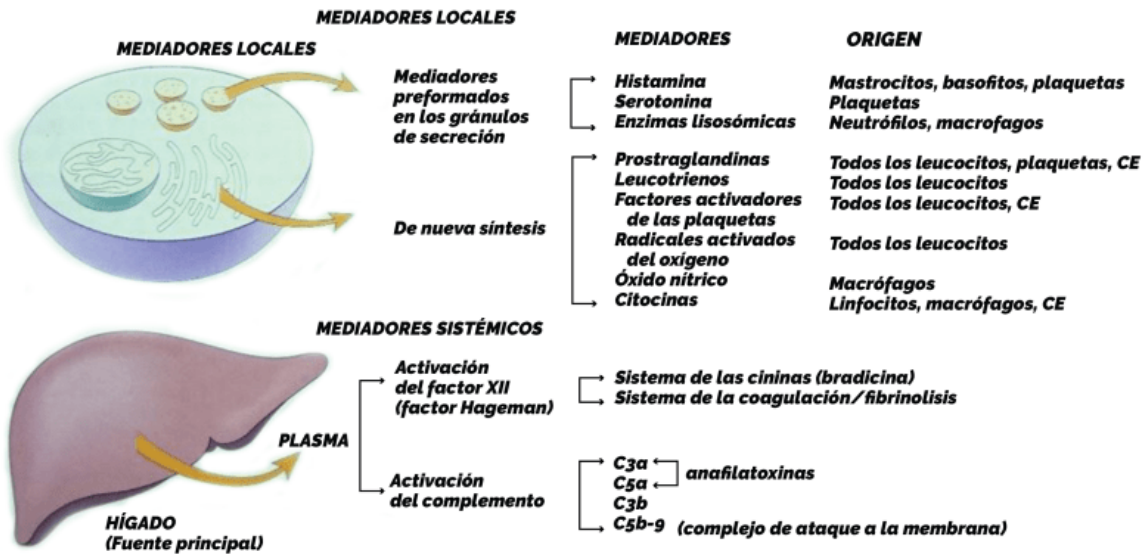 MEDIADORES LOCALES
MEDIADORES LOCALES
MEDIADORES ORIGEN
Mediadores
preformados
en los gránulos
de secreción
Histamina Mastrocitos, basofitos, plaquetas
Serotonina Plaquetas
Enzimas lisosómicas Neutrófilos, macrofagos
De nueva síntesis
Prostraglandinas Todos los leucocitos, plaquetas, CE
Leucotrienos Todos los leucocitos
Factores activadores Todos los leucocitos, CE
de las plaquetas
Radicales activados Todos los leucocitos
del oxígeno
Óxido nítrico Macrófagos
Citocinas Linfocitos, macrófagos, CE
MEDIADORES SISTÉMICOS
HÍGADO
(Fuente principal)
PLASMA
Activación
del factor XII
(factor Hageman)
Sistema de las cininas (bradicina)
Sistema de la coagulación/fibrinolisis
Activación
del complemento
C3a
C5a
anafilatoxinas
C3b
C5b-9 (complejo de ataque a la membrana)